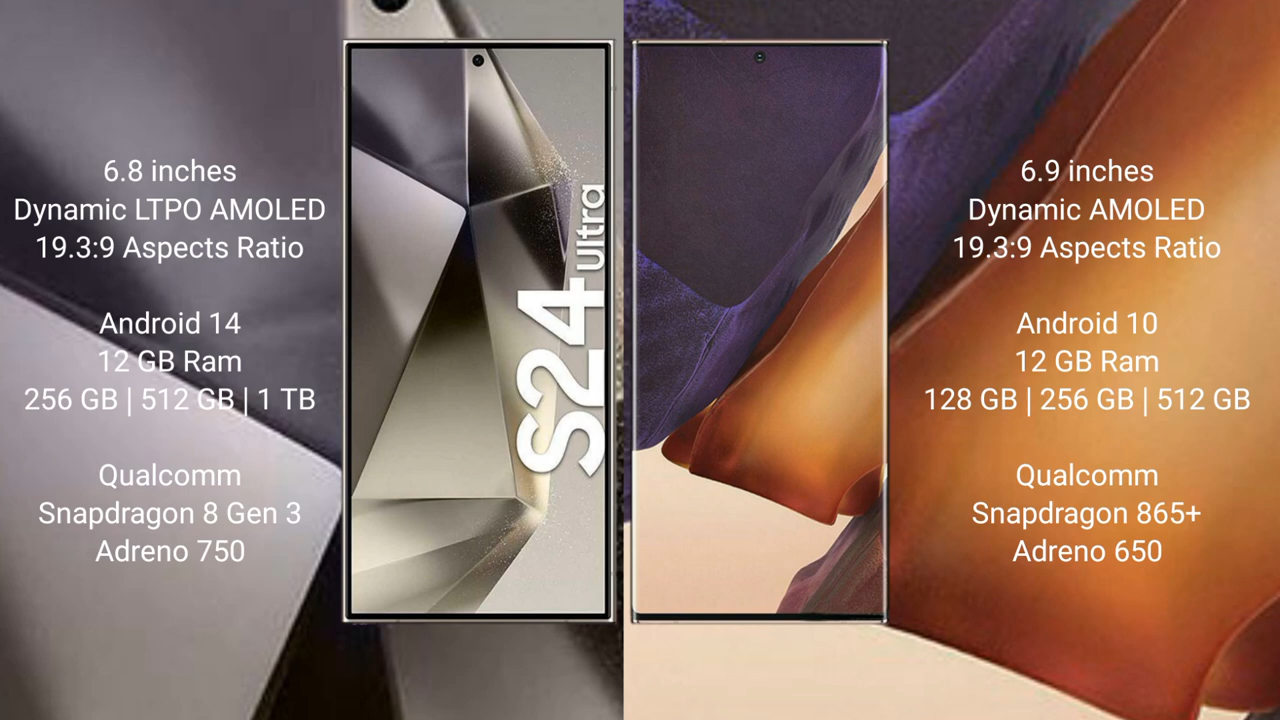 6.8 inches
Dynamic LTPO AMOLED
19.3:9 Aspects Ratio
Android 14
12 GB Ram
256 GB | 512 GB | 1 TB
Qualcomm
Snapdragon 8 Gen 3
Adreno 750
S24 ultra
6.9 inches
Dynamic AMOLED
19.3:9 Aspects Ratio
Android 10
12 GB Ram
128 GB | 256 GB | 512 GB
Qualcomm
Snapdragon 865+
Adreno 650